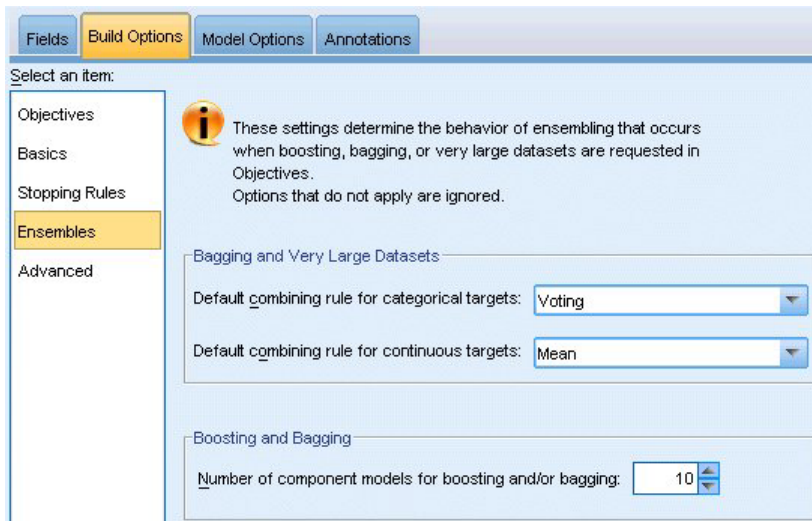 Fields Build Options Model Options Annotations
Select an item:
Objectives
Basics
Stopping Rules
Ensembles
Advanced
These settings determine the behavior of ensembling that occurs
when boosting, bagging, or very large datasets are requested in
Objectives.
Options that do not apply are ignored.
Bagging and Very Large Datasets
Default combining rule for categorical targets: Voting
Default combining rule for continuous targets: Mean
Boosting and Bagging
Number of component models for boosting and/or bagging: 10